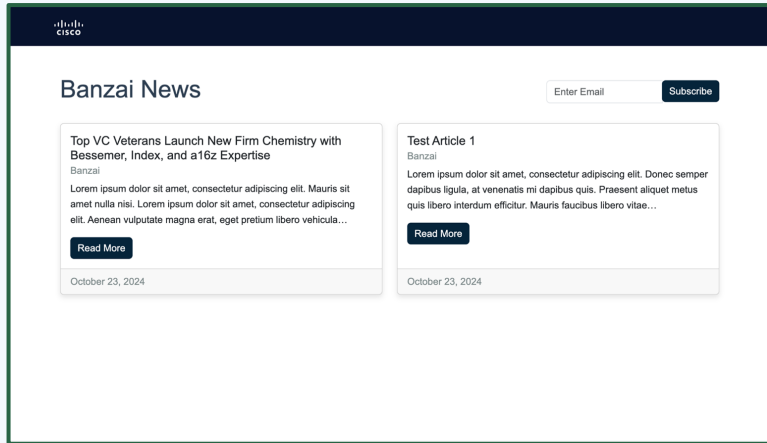 CISCO
Banzai News
Enter Email
Subscribe
Top VC Veterans Launch New Firm Chemistry with
Bessemer, Index, and a16z Expertise
Banzai
Lorem ipsum dolor sit amet, consectetur adipiscing elit. Mauris sit
amet nulla nisi. Lorem ipsum dolor sit amet, consectetur adipiscing
elit. Aenean vulputate magna erat, eget pretium libero vehicula…
Read More
October 23, 2024
Test Article 1
Banzai
Lorem ipsum dolor sit amet, consectetur adipiscing elit. Donec semper
dapibus ligula, at venenatis mi dapibus quis. Praesent aliquet metus
quis libero interdum efficitur. Mauris faucibus libero vitae…
Read More
October 23, 2024